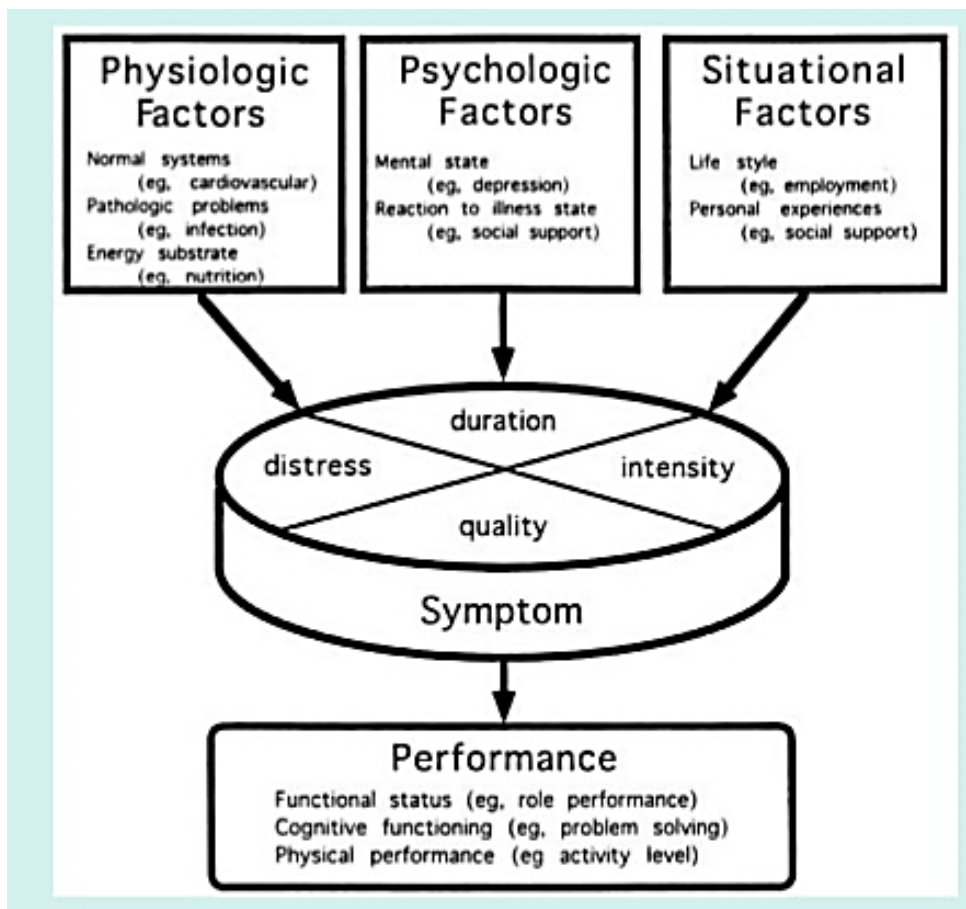 Physiologic
Factors
Normal systems
(eg, cardiovascular)
Pathologic problems
(eg, infection)
Energy substrate
(eg, nutrition)
Psychologic
Factors
Mental state
(eg, depression)
Reaction to illness state
(eg, social support)
Situational
Factors
Life style
(eg, employment)
Personal experiences
(eg, social support)
duration
distress
intensity
quality
Symptom
Performance
Functional status (eg, role performance)
Cognitive functioning (eg, problem solving)
Physical performance (eg activity level)